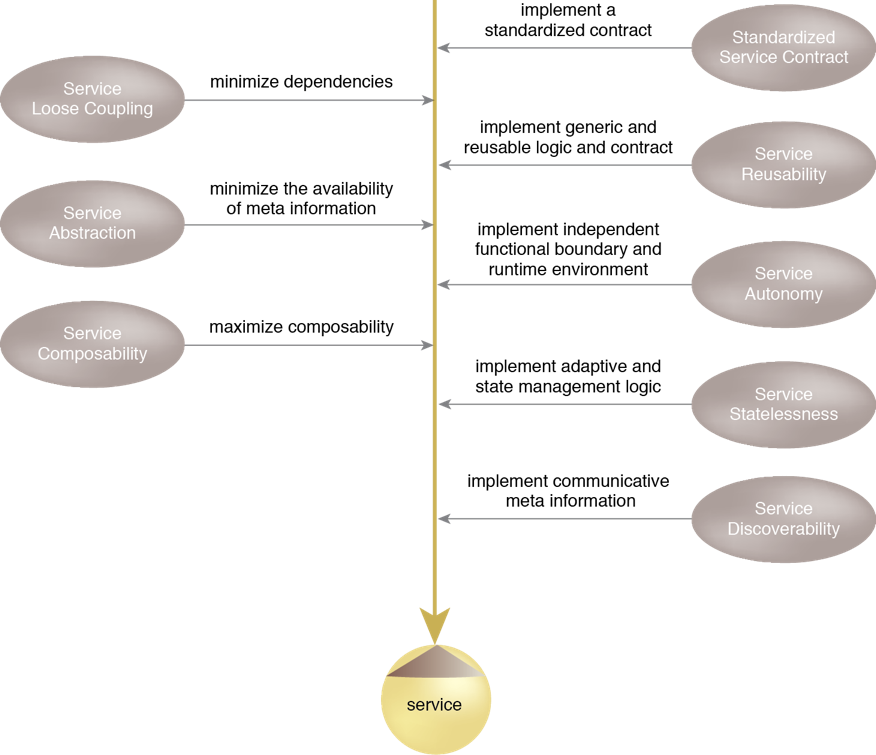 implement a
standardized contract
Standardized
Service Contract
Service
Loose Coupling
minimize dependencies
implement generic and
reusable logic and contract
Service
Reusability
Service
Abstraction
minimize the availability
of meta information
implement independent
functional boundary and
runtime environment
Service
Autonomy
Service
Composability
maximize composability
implement adaptive and
state management logic
Service
Statelessness
implement communicative
meta information
Service
Discoverability
service